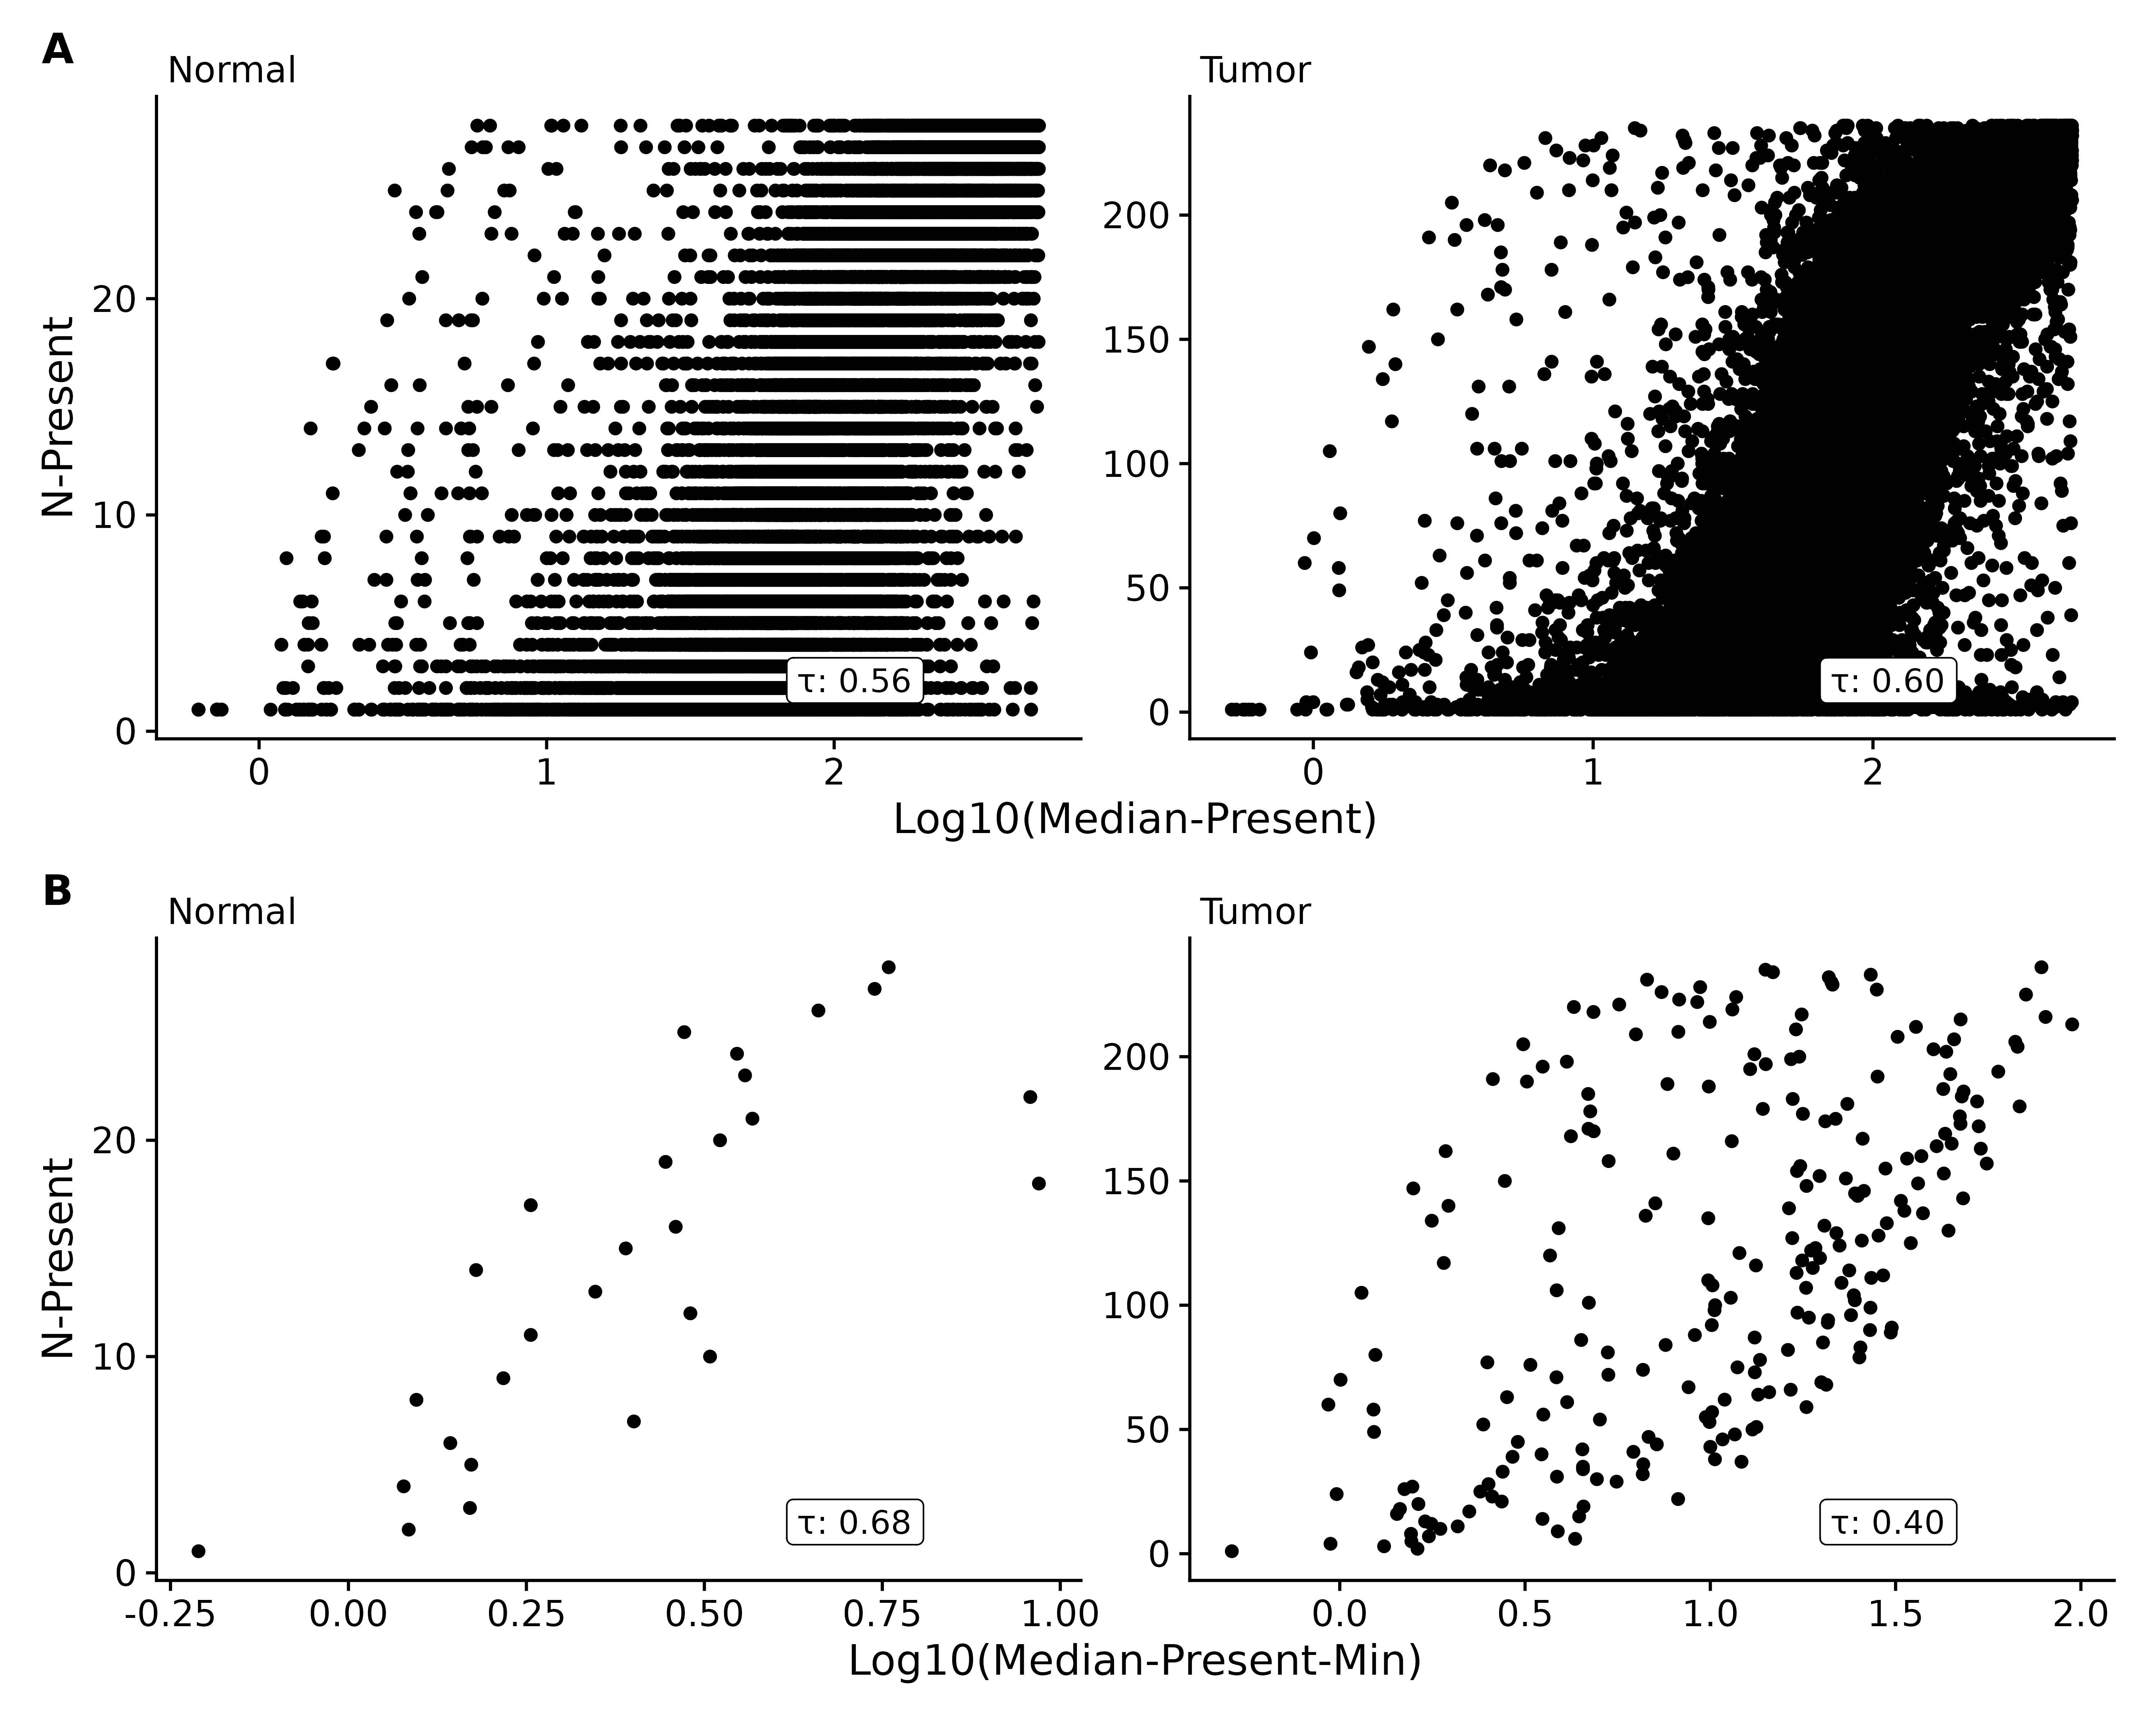 A
Normal
Tumor
N-Present
20
10
0
τ: 0.56
0 1 2
200
150
100
50
0
τ: 0.60
0 1 2
Log10(Median-Present)
B
Normal
Tumor
N-Present
20
10
0
τ: 0.68
-0.25 0.00 0.25 0.50 0.75 1.00
200
150
100
50
0
τ: 0.40
0.0 0.5 1.0 1.5 2.0
Log10(Median-Present-Min)